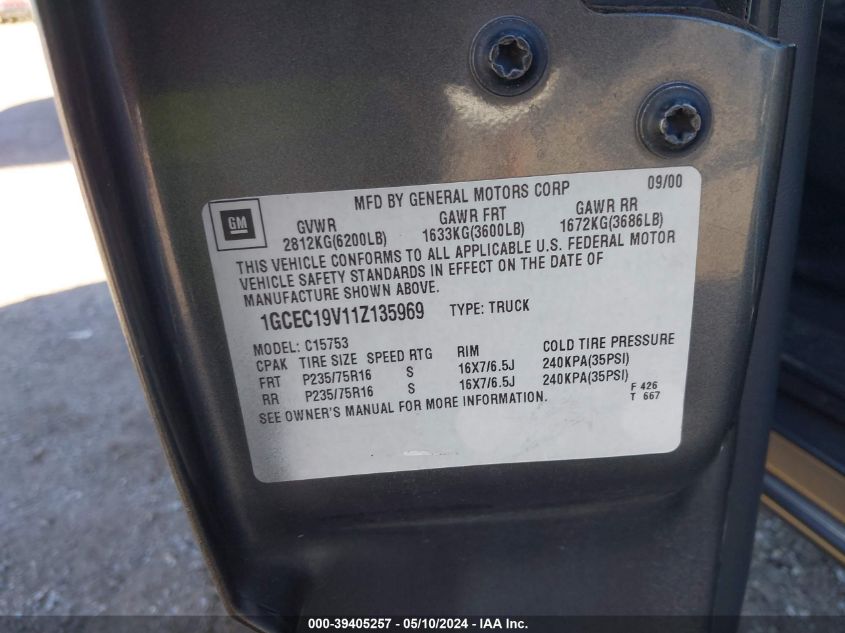 MFD BY GENERAL MOTORS CORP 09/00
GM
GVWR GAWR FRT GAWR RR
2812KG(6200LB) 1633KG(3600LB) 1672KG(3686LB)
THIS VEHICLE CONFORMS TO ALL APPLICABLE U.S. FEDERAL MOTOR
VEHICLE SAFETY STANDARDS IN EFFECT ON THE DATE OF
MANUFACTURE SHOWN ABOVE.
1GCEC19V11Z135969 TYPE: TRUCK
MODEL: C15753
CPAK TIRE SIZE SPEED RTG RIM COLD TIRE PRESSURE
FRT P235/75R16 S 16X7/6.5J 240KPA(35PSI)
RR P235/75R16 S 16X7/6.5J 240KPA(35PSI)
SEE OWNER'S MANUAL FOR MORE INFORMATION.
F 426
T 667
000-39405257 - 05/10/2024 - IAA Inc.